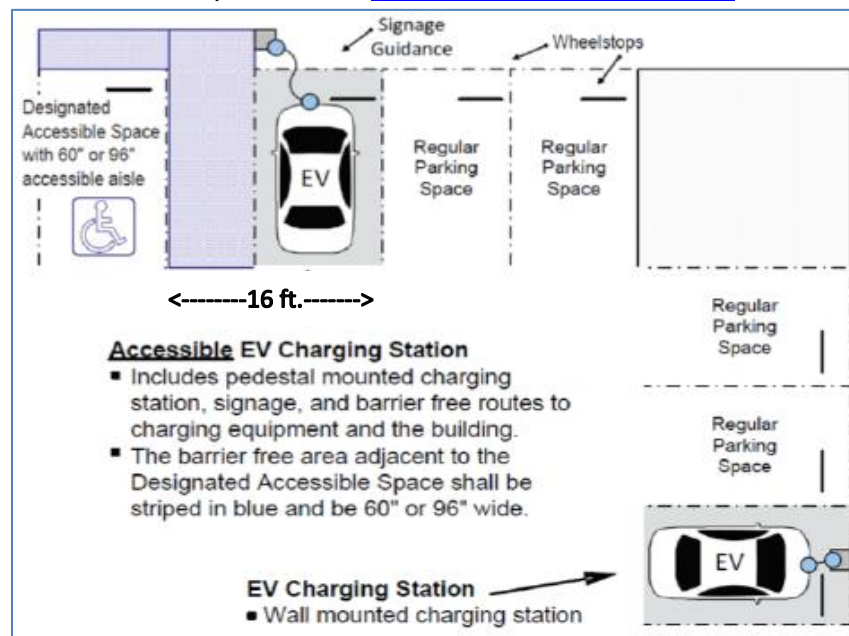 Signage
Guidance
Wheelstops
Designated
Accessible Space
with 60" or 96"
accessible aisle
EV
Regular
Parking
Space
Regular
Parking
Space
<--------16 ft.------->
Regular
Parking
Space
Accessible EV Charging Station
▪ Includes pedestal mounted charging
station, signage, and barrier free routes to
charging equipment and the building.
▪ The barrier free area adjacent to the
Designated Accessible Space shall be
striped in blue and be 60" or 96" wide.
Regular
Parking
Space
EV
EV Charging Station
▪ Wall mounted charging station